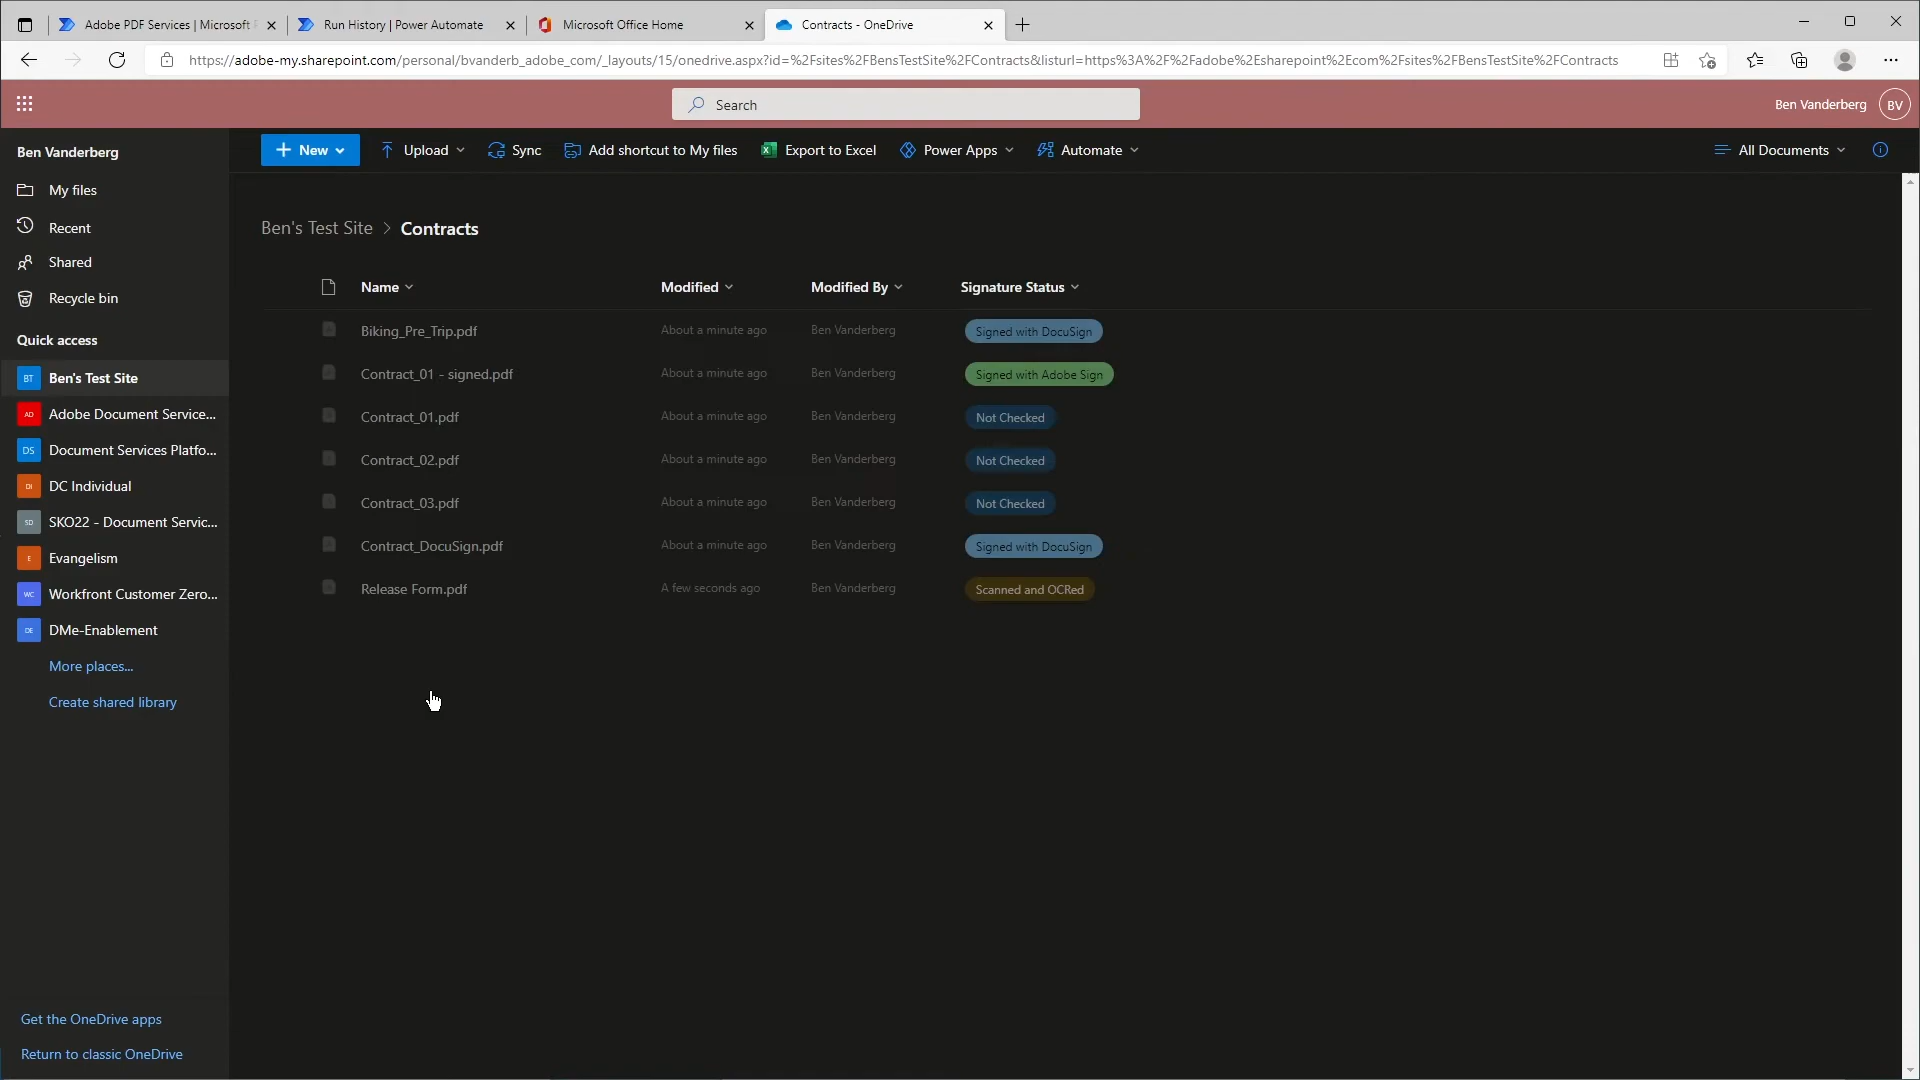 Adobe PDF Services | Microsoft
Run History | Power Automate
Microsoft Office Home
Contracts - OneDrive
https://adobe-my.sharepoint.com/personal/bvanderb_adobe_com/_layouts/15/onedrive.aspx?id=%2Fsites%2FBensTestSite%2FContracts&listurl=https%3A%2F%2Fadobe%2Esharepoint%2Ecom%2Fsites%2FBensTestSite%2FContracts
Search
Ben Vanderberg
BV
Ben Vanderberg
My files
Recent
Shared
Recycle bin
Quick access
BT Ben's Test Site
AD Adobe Document Service...
DS Document Services Platfo...
DI DC Individual
SD SKO22 - Document Servic...
E Evangelism
WC Workfront Customer Zero...
DE DMe-Enablement
More places...
Create shared library
Get the OneDrive apps
Return to classic OneDrive
New Upload Sync Add shortcut to My files Export to Excel Power Apps Automate All Documents
Ben's Test Site > Contracts
Name Modified Modified By Signature Status
Biking_Pre_Trip.pdf About a minute ago Ben Vanderberg Signed with DocuSign
Contract_01 - signed.pdf About a minute ago Ben Vanderberg Signed with Adobe Sign
Contract_01.pdf About a minute ago Ben Vanderberg Not Checked
Contract_02.pdf About a minute ago Ben Vanderberg Not Checked
Contract_03.pdf About a minute ago Ben Vanderberg Not Checked
Contract_DocuSign.pdf About a minute ago Ben Vanderberg Signed with DocuSign
Release Form.pdf A few seconds ago Ben Vanderberg Scanned and OCRed